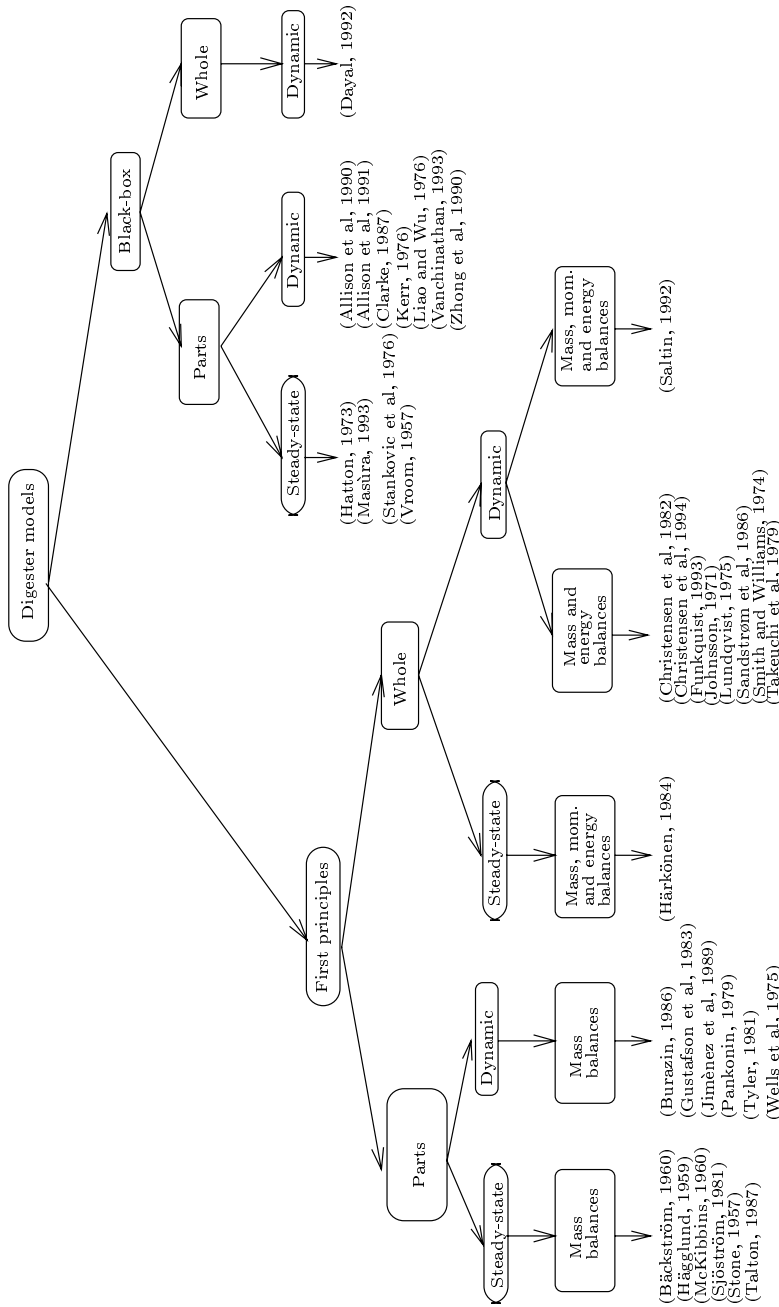 Digester models
First principles
Black-box
Parts
Whole
Parts
Whole
Steady-state
Dynamic
Steady-state
Dynamic
Steady-state
Dynamic
Dynamic
Mass
balances
Mass
balances
Mass, mom.
and energy
balances
Mass and
energy
balances
Mass, mom.
and energy
balances
(Bäckström, 1960)
(Hägglund, 1959)
(McKibbins, 1960)
(Sjöström, 1981)
(Stone, 1957)
(Talton, 1987)
(Burazin, 1986)
(Gustafson et al, 1983)
(Jimènez et al, 1989)
(Pankonin, 1979)
(Tyler, 1981)
(Wells et al, 1975)
(Härkönen, 1984)
(Christensen et al, 1982)
(Christensen et al, 1994)
(Funkquist, 1993)
(Johnsson, 1971)
(Lundqvist, 1975)
(Sandstrøm et al, 1986)
(Smith and Williams, 1974)
(Takeuchi et al, 1979)
(Saltin, 1992)
(Hatton, 1973)
(Masùra, 1993)
(Stankovic et al, 1976)
(Vroom, 1957)
(Allison et al, 1990)
(Allison et al, 1991)
(Clarke, 1987)
(Kerr, 1976)
(Liao and Wu, 1976)
(Vanchinathan, 1993)
(Zhong et al, 1990)
(Dayal, 1992)